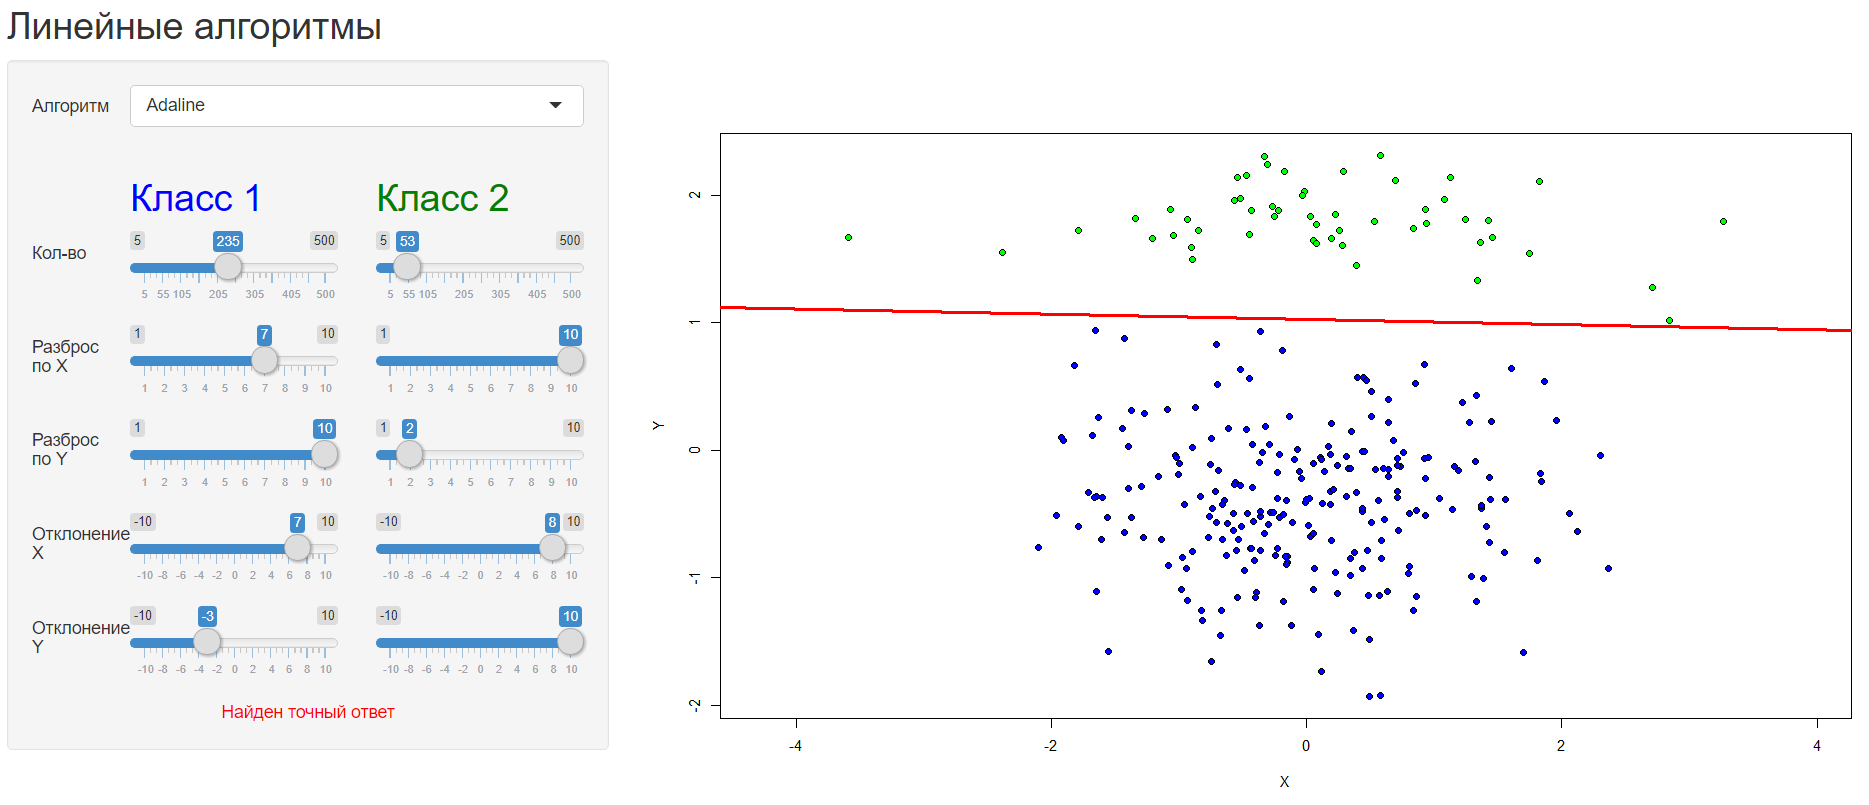 Линейные алгоритмы
Алгоритм Adaline
Класс 1 Класс 2
Кол-во 5 235 500 5 53 500
5 55 105 205 305 405 500 5 55 105 205 305 405 500
Разброс по X 1 7 10 1 10
1 2 3 4 5 6 7 8 9 10 1 2 3 4 5 6 7 8 9 10
Разброс по Y 1 10 1 2 10
1 2 3 4 5 6 7 8 9 10 1 2 3 4 5 6 7 8 9 10
Отклонение X -10 7 10 -10 8 10
-10 -8 -6 -4 -2 0 2 4 6 8 10 -10 -8 -6 -4 -2 0 2 4 6 8 10
Отклонение Y -10 -3 10 -10 10
-10 -8 -6 -4 -2 0 2 4 6 8 10 -10 -8 -6 -4 -2 0 2 4 6 8 10
Найден точный ответ
Y
2
1
0
-1
-2
-4 -2 0 2 4
X